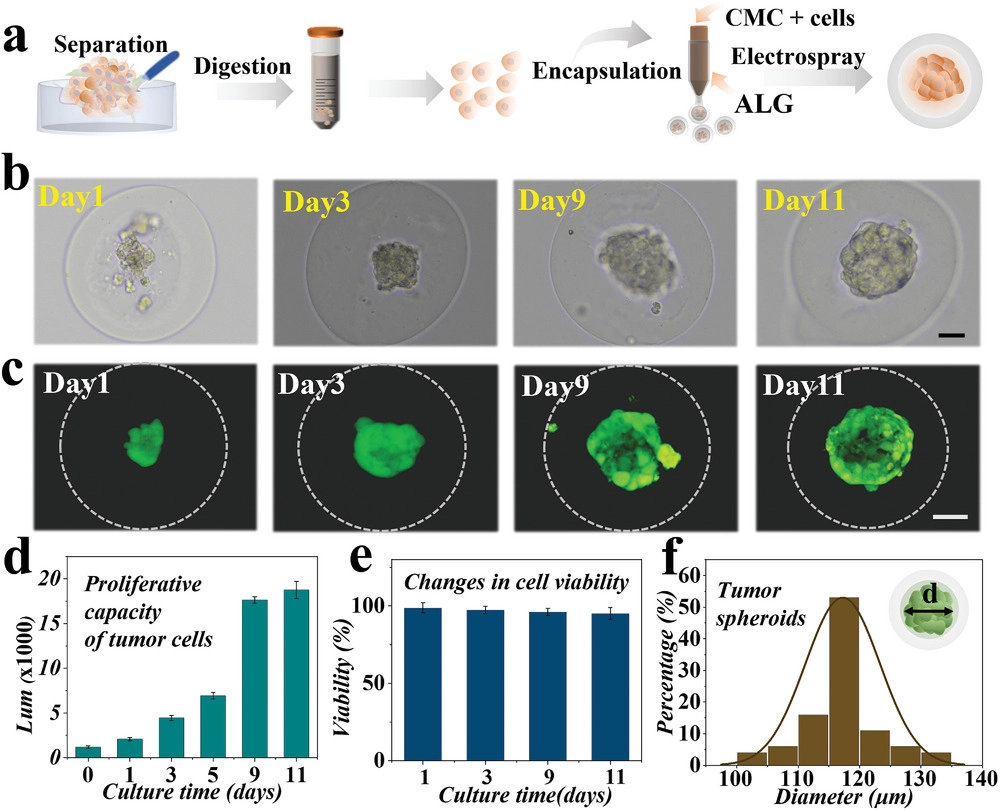 a
Separation
Digestion
Encapsulation
CMC + cells
Electrospray
ALG
b
Day1
Day3
Day9
Day11
c
Day1
Day3
Day9
Day11
d
Proliferative
capacity
of tumor cells
Lum (x1000)
20
15
10
5
0
0 1 3 5 9 11
Culture time (days)
e
Changes in cell viability
Viability (%)
100
50
0
1 3 9 11
Culture time(days)
f
Tumor
spheroids
d
Percentage (%)
60
50
40
30
20
10
0
100 110 120 130 140
Diameter (μm)